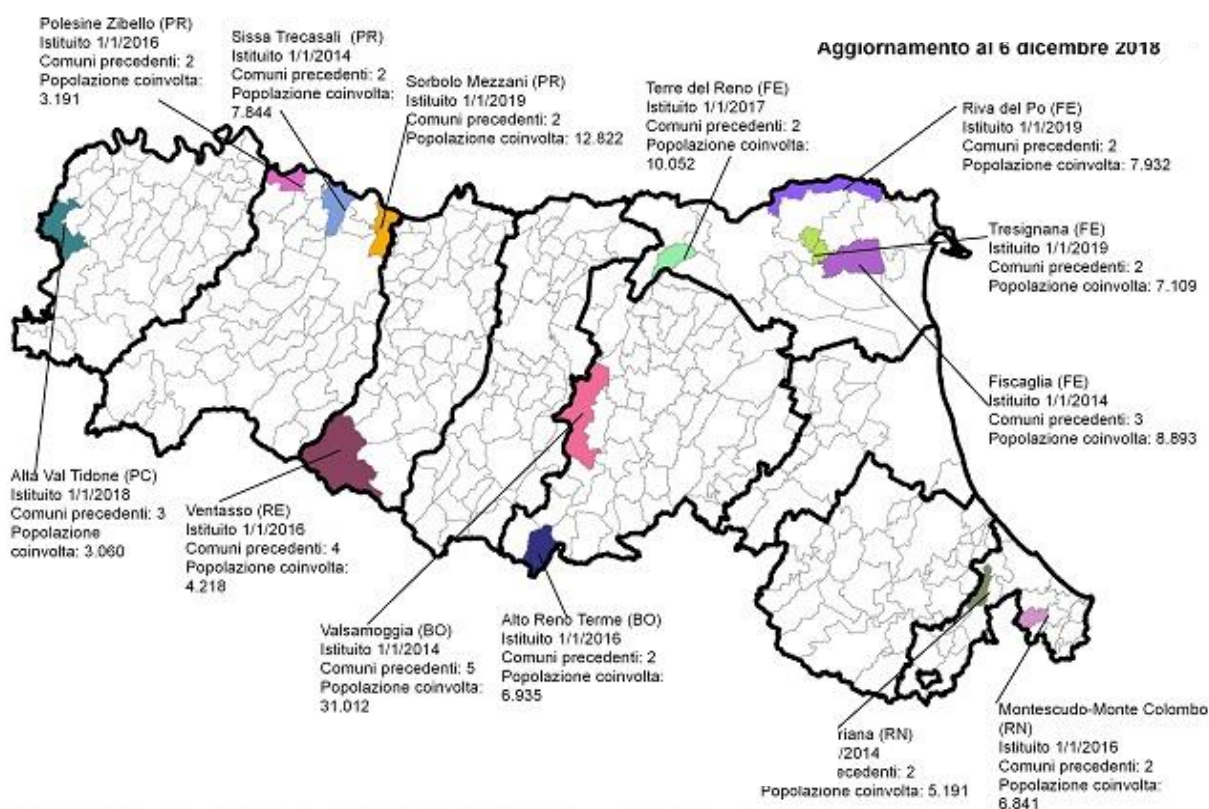 Aggiornamento al 6 dicembre 2018
Polesine Zibello (PR)
Istituito 1/1/2016
Comuni precedenti: 2
Popolazione coinvolta:
3.191
Sissa Trecasali (PR)
Istituito 1/1/2014
Comuni precedenti: 2
Popolazione coinvolta:
7.844
Sorbolo Mezzani (PR)
Istituito 1/1/2019
Comuni precedenti: 2
Popolazione coinvolta: 12.822
Terre del Reno (FE)
Istituito 1/1/2017
Comuni precedenti: 2
Popolazione coinvolta:
10.052
Riva del Po (FE)
Istituito 1/1/2019
Comuni precedenti: 2
Popolazione coinvolta: 7.932
Tresignana (FE)
Istituito 1/1/2019
Comuni precedenti: 2
Popolazione coinvolta: 7.109
Fiscaglia (FE)
Istituito 1/1/2014
Comuni precedenti: 3
Popolazione coinvolta: 8.893
Alta Val Tidone (PC)
Istituito 1/1/2018
Comuni precedenti: 3
Popolazione
coinvolta: 3.060
Ventasso (RE)
Istituito 1/1/2016
Comuni precedenti: 4
Popolazione coinvolta:
4.218
Valsamoggia (BO)
Istituito 1/1/2014
Comuni precedenti: 5
Popolazione coinvolta:
31.012
Alto Reno Terme (BO)
Istituito 1/1/2016
Comuni precedenti: 2
Popolazione coinvolta:
6.935
riana (RN)
/2014
ecedenti: 2
Popolazione coinvolta: 5.191
Montescudo-Monte Colombo
(RN)
Istituito 1/1/2016
Comuni precedenti: 2
Popolazione coinvolta:
6.841